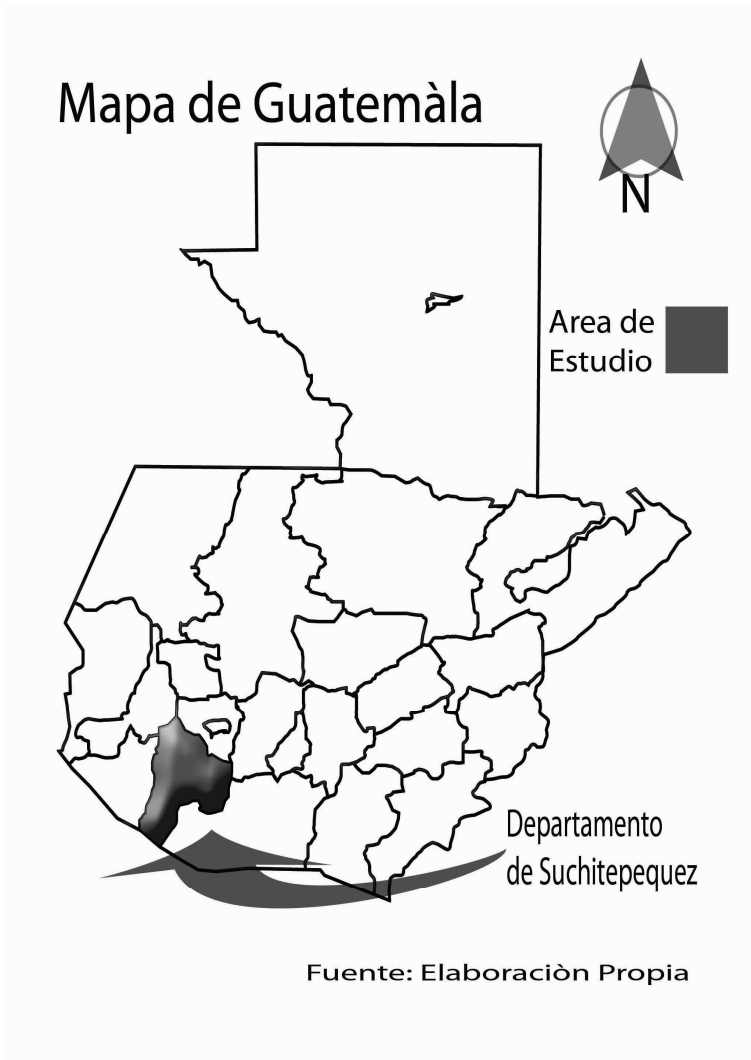 Mapa de Guatemàla
N
Area de
Estudio
Departamento
de Suchitepequez
Fuente: Elaboraciòn Propia